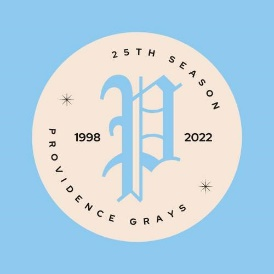 25TH SEASON
P
1998 2022
PROVIDENCE GRAYS